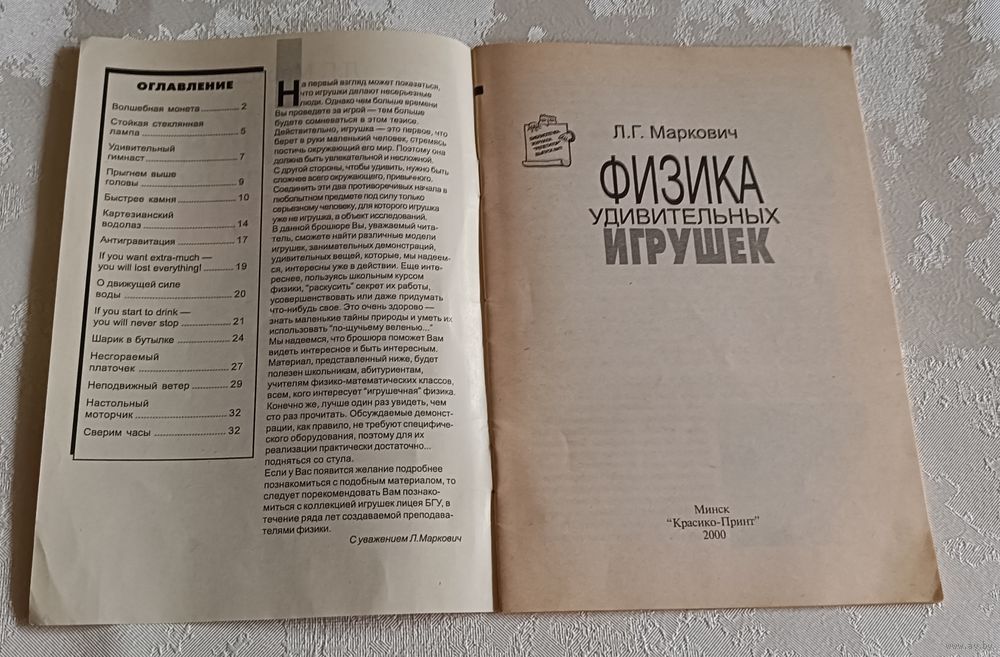 ОГЛАВЛЕНИЕ
Волшебная монета 2
Стойкая стеклянная
лампа 5
Удивительный
гимнаст 7
Прыгнем выше
головы 9
Быстрее камня 10
Картезианский
водолаз 14
Антигравитация 17
If you want extra-much —
you will lost everything! 19
О движущей силе
воды 20
If you start to drink —
you will never stop 21
Шарик в бутылке 24
Несгораемый
платочек 27
Неподвижный ветер 29
Настольный
моторчик 32
Сверим часы 32
На первый взгляд может показаться,
что игрушки делают несерьезные
люди. Однако чем больше времени
Вы проведете за игрой — тем больше
будете сомневаться в этом тезисе.
Действительно, игрушка — это первое, что
берет в руки маленький человек, стремясь
постичь окружающий его мир. Поэтому она
должна быть увлекательной и несложной.
С другой стороны, чтобы удивить, нужно быть
сложнее всего окружающего, привычного.
Соединить эти два противоречивых начала в
любопытном предмете под силу только
серьезному человеку, для которого игрушка
уже не игрушка, а объект исследований.
В данной брошюре Вы, уважаемый чита-
тель, сможете найти различные модели
игрушек, занимательных демонстраций,
удивительных вещей, которые, мы надеем-
ся, интересны уже в действии. Еще инте-
реснее, пользуясь школьным курсом
физики, "раскусить" секрет их работы,
усовершенствовать или даже придумать
что-нибудь свое. Это очень здорово —
знать маленькие тайны природы и уметь их
использовать "по-щучьему веленью..."
Мы надеемся, что брошюра поможет Вам
видеть интересное и быть интересным.
Материал, представленный ниже, будет
полезен школьникам, абитуриентам,
учителям физико-математических классов,
всем, кого интересует "игрушечная" физика.
Конечно же, лучше один раз увидеть, чем
сто раз прочитать. Обсуждаемые демонст-
рации, как правило, не требуют специфиче-
ского оборудования, поэтому для их
реализации практически достаточно...
подняться со стула.
Если у Вас появится желание подробнее
познакомиться с подобным материалом, то
следует порекомендовать Вам познако-
миться с коллекцией игрушек лицея БГУ, в
течение ряда лет создаваемой преподава-
телями физики.
С уважением Л.Маркович
Л.Г. Маркович
ФИЗИКА
УДИВИТЕЛЬНЫХ
ИГРУШЕК
Минск
"Красико-Принт"
2000